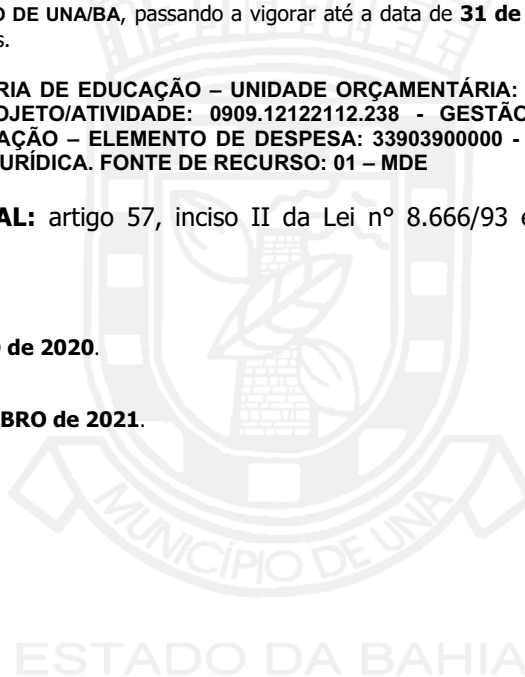 O DE UNA/BA, passando a vigorar até a data de 31 de
s.
RIA DE EDUCAÇÃO – UNIDADE ORÇAMENTÁRIA:
OJETO/ATIVIDADE: 0909.12122112.238 - GESTÃO
AÇÃO – ELEMENTO DE DESPESA: 33903900000 -
URÍDICA. FONTE DE RECURSO: 01 – MDE
AL: artigo 57, inciso II da Lei n° 8.666/93 e
de 2020.
BRO de 2021.
MUNICÍPIO DE UNA
ESTADO DA BAHIA